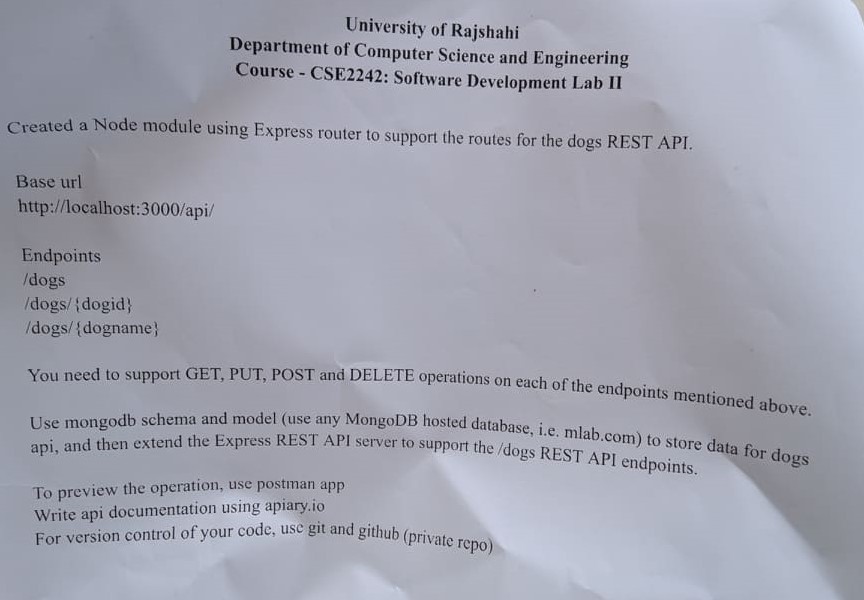 University of Rajshahi
Department of Computer Science and Engineering
Course - CSE2242: Software Development Lab II
Created a Node module using Express router to support the routes for the dogs REST API.
Base url
http://localhost:3000/api/
Endpoints
/dogs
/dogs/{dogid}
/dogs/{dogname}
You need to support GET, PUT, POST and DELETE operations on each of the endpoints mentioned above.
Use mongodb schema and model (use any MongoDB hosted database, i.e. mlab.com) to store data for dogs
api, and then extend the Express REST API server to support the /dogs REST API endpoints.
To preview the operation, use postman app
Write api documentation using apiary.io
For version control of your code, use git and github (private repo)